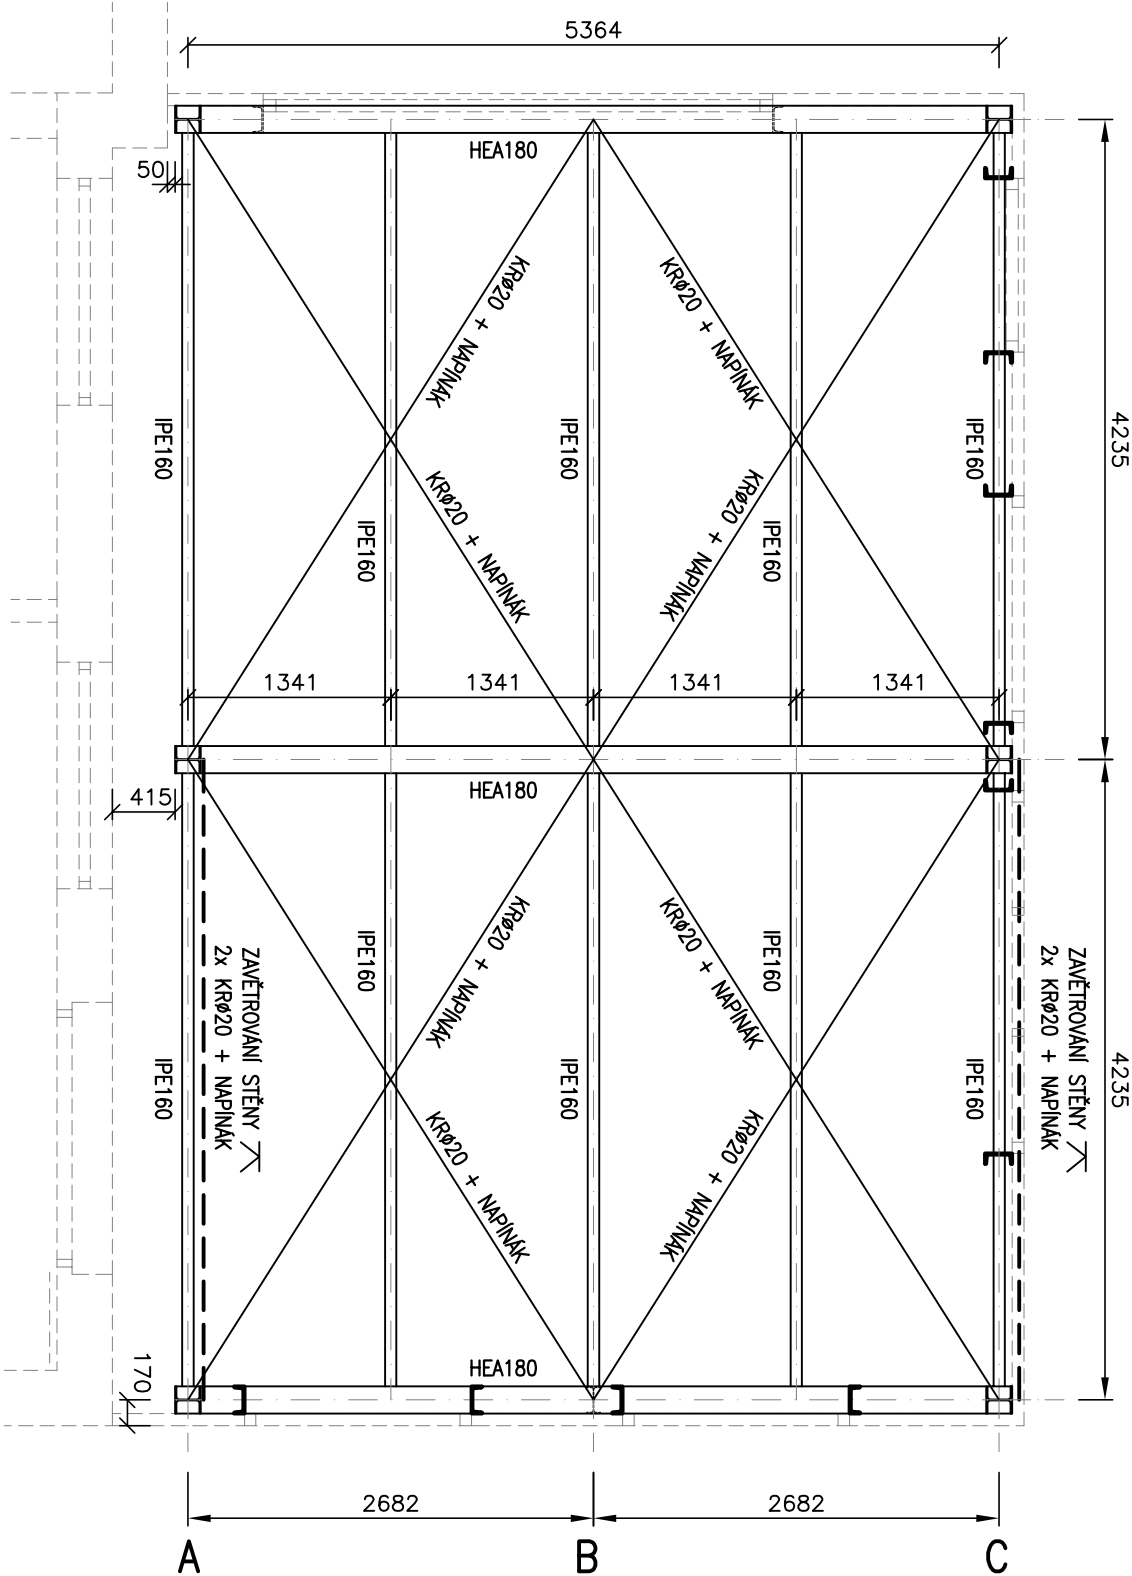 5364
HEA180
50
KRø20 + NAPÍNÁK
KRø20 + NAPÍNÁK
4235
IPE160
IPE160
IPE160
KRø20 + NAPÍNÁK
KRø20 + NAPÍNÁK
IPE160
IPE160
1341
1341
1341
1341
HEA180
415
KRø20 + NAPÍNÁK
KRø20 + NAPÍNÁK
IPE160
IPE160
ZAVĚTROVÁNÍ STĚNY
2x KRø20 + NAPÍNÁK
ZAVĚTROVÁNÍ STĚNY
2x KRø20 + NAPÍNÁK
4235
IPE160
IPE160
IPE160
KRø20 + NAPÍNÁK
KRø20 + NAPÍNÁK
HEA180
170
2682
2682
A
B
C